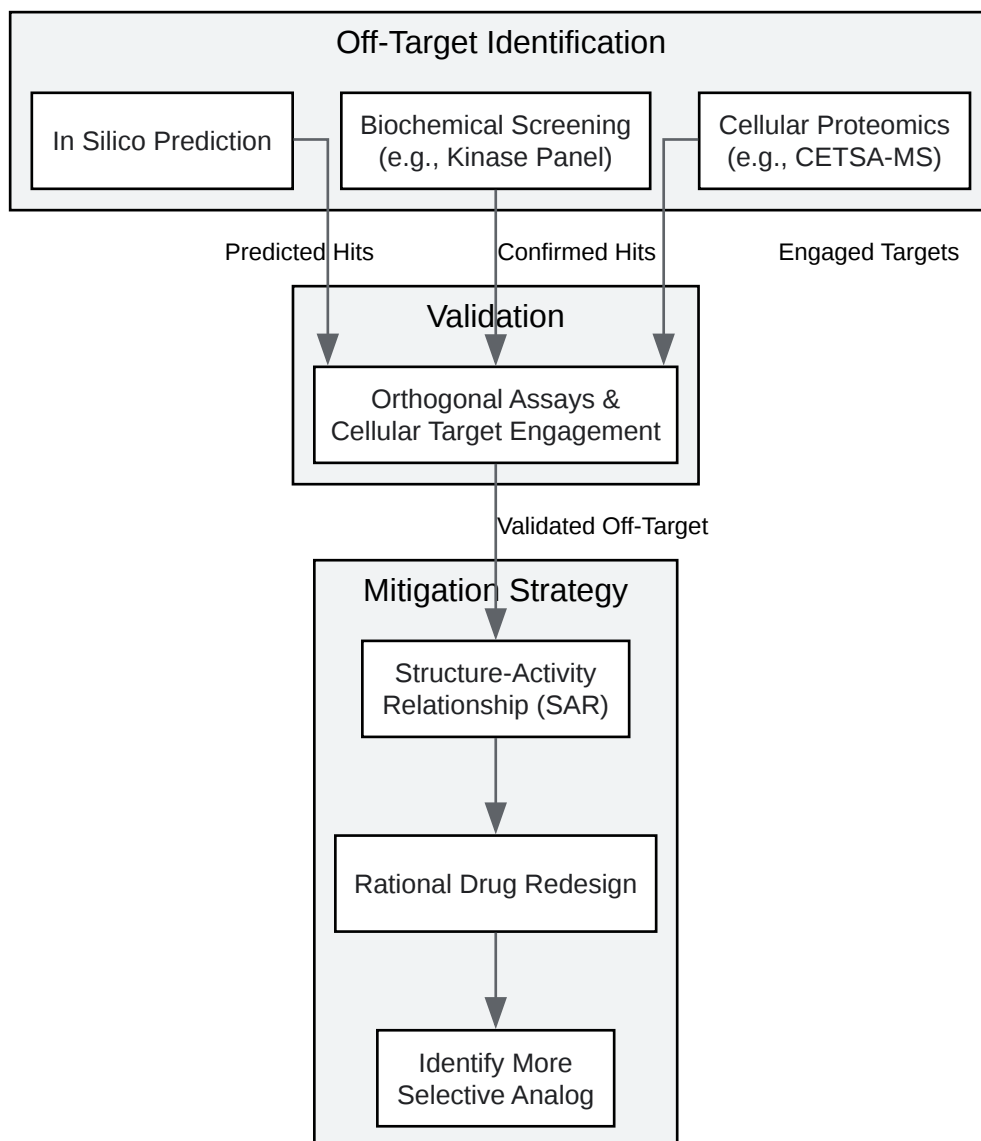 Off-Target Identification
In Silico Prediction
Biochemical Screening
(e.g., Kinase Panel)
Cellular Proteomics
(e.g., CETSA-MS)
Predicted Hits
Confirmed Hits
Engaged Targets
Validation
Orthogonal Assays &
Cellular Target Engagement
Validated Off-Target
Mitigation Strategy
Structure-Activity
Relationship (SAR)
Rational Drug Redesign
Identify More
Selective Analog